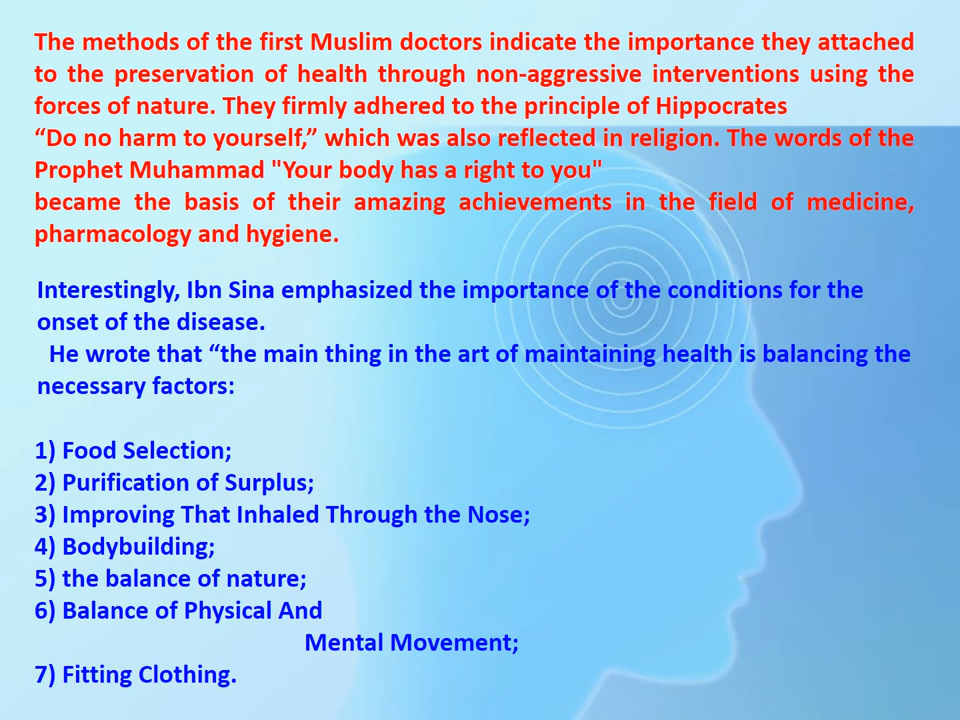 The methods of the first Muslim doctors indicate the importance they attached
to the preservation of health through non-aggressive interventions using the
forces of nature. They firmly adhered to the principle of Hippocrates
“Do no harm to yourself,” which was also reflected in religion. The words of the
Prophet Muhammad "Your body has a right to you"
became the basis of their amazing achievements in the field of medicine,
pharmacology and hygiene.
Interestingly, Ibn Sina emphasized the importance of the conditions for the
onset of the disease.
He wrote that “the main thing in the art of maintaining health is balancing the
necessary factors:
1) Food Selection;
2) Purification of Surplus;
3) Improving That Inhaled Through the Nose;
4) Bodybuilding;
5) the balance of nature;
6) Balance of Physical And
Mental Movement;
7) Fitting Clothing.